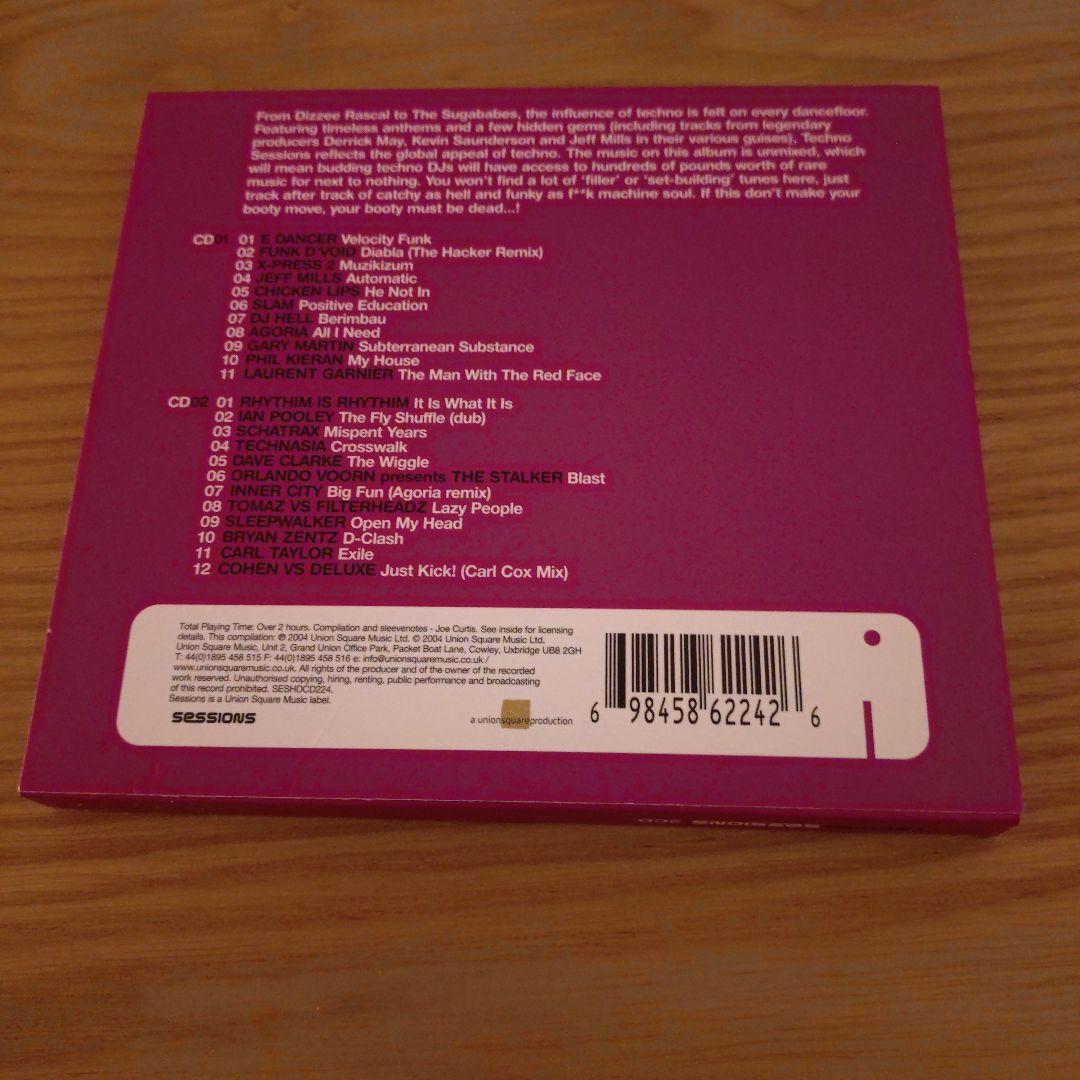 From Dizzee Rascal to The Sugababes, the influence of techno is felt on every dancefloor.
Featuring timeless anthems and a few hidden gems (including tracks from legendary
producers Derrick May, Kevin Saunderson and Jeff Mills in their various guises), Techno
Sessions reflects the global appeal of techno. The music on this album is unmixed, which
will mean budding techno DJs will have access to hundreds of pounds worth of rare
music for next to nothing. You won't find a lot of 'filler' or 'set-building' tunes here, just
track after track of catchy as hell and funky as f**k machine soul. If this don't make your
booty move, your booty must be dead...!
CD01 01 E DANCER Velocity Funk
02 FUNK D'VOID Diabla (The Hacker Remix)
03 X-PRESS 2 Muzikizum
04 JEFF MILLS Automatic
05 CHICKEN LIPS He Not In
06 SLAM Positive Education
07 DJ HELL Berimbau
08 AGORIA All I Need
09 GARY MARTIN Subterranean Substance
10 PHIL KIERAN My House
11 LAURENT GARNIER The Man With The Red Face
CD02 01 RHYTHIM IS RHYTHIM It Is What It Is
02 IAN POOLEY The Fly Shuffle (dub)
03 SCHATRAX Mispent Years
04 TECHNASIA Crosswalk
05 DAVE CLARKE The Wiggle
06 ORLANDO VOORN presents THE STALKER Blast
07 INNER CITY Big Fun (Agoria remix)
08 TOMAZ VS FILTERHEADZ Lazy People
09 SLEEPWALKER Open My Head
10 BRYAN ZENTZ D-Clash
11 CARL TAYLOR Exile
12 COHEN VS DELUXE Just Kick! (Carl Cox Mix)
Total Playing Time: Over 2 hours. Compilation and sleevenotes - Joe Curtis. See inside for licensing
details. This compilation: ℗ 2004 Union Square Music Ltd. © 2004 Union Square Music Ltd.
Union Square Music, Unit 2, Grand Union Office Park, Packet Boat Lane, Cowley, Uxbridge UB8 2GH
T: 44(0)1895 458 515 F: 44(0)1895 458 516 e: info@unionsquaremusic.co.uk /
www.unionsquaremusic.co.uk. All rights of the producer and of the owner of the recorded
work reserved. Unauthorised copying, hiring, renting, public performance and broadcasting
of this record prohibited. SESHDCD224.
Sessions is a Union Square Music label.
sessions
a unionsquareproduction
6 98458 62242 6
sessions 2CD